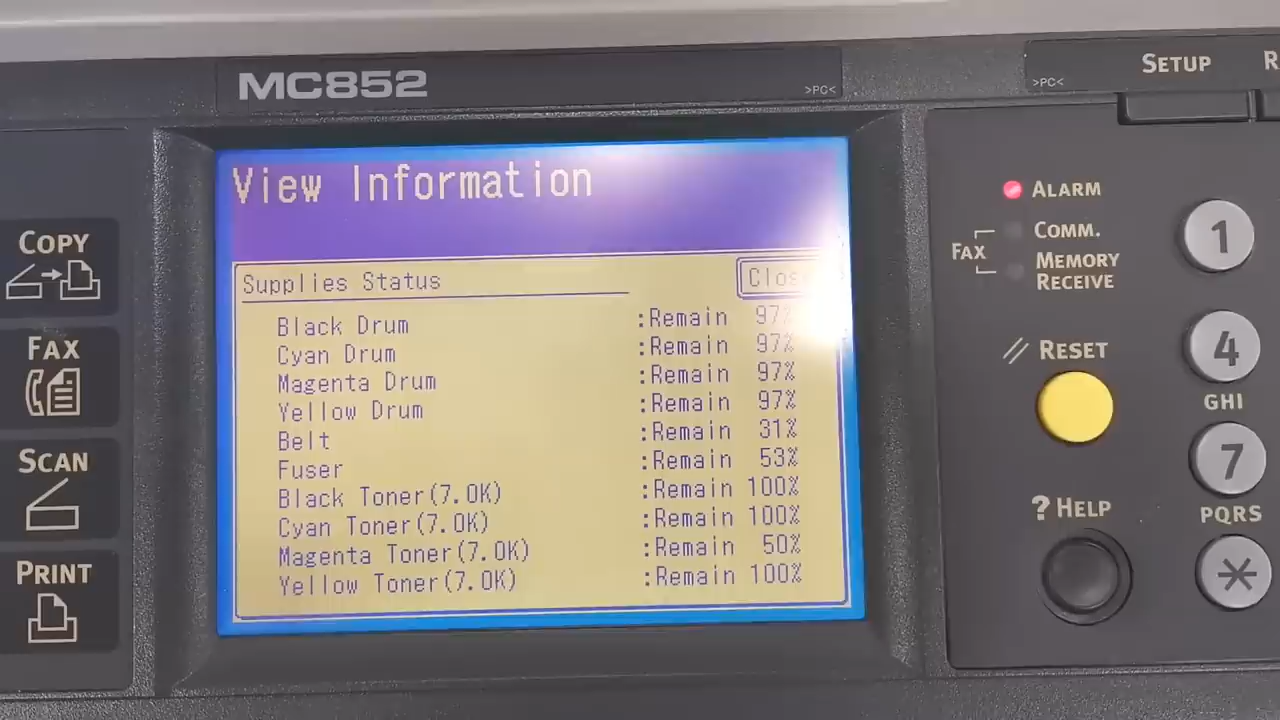 MC852
>PC<
>PC<
SETUP
View Information
Supplies Status
Black Drum :Remain 97%
Cyan Drum :Remain 97%
Magenta Drum :Remain 97%
Yellow Drum :Remain 97%
Belt :Remain 31%
Fuser :Remain 53%
Black Toner(7.0K) :Remain 100%
Cyan Toner(7.0K) :Remain 100%
Magenta Toner(7.0K) :Remain 50%
Yellow Toner(7.0K) :Remain 100%
COPY
FAX
SCAN
PRINT
ALARM
FAX
COMM.
MEMORY
RECEIVE
// RESET
? HELP
1
4
GHI
7
PQRS
*